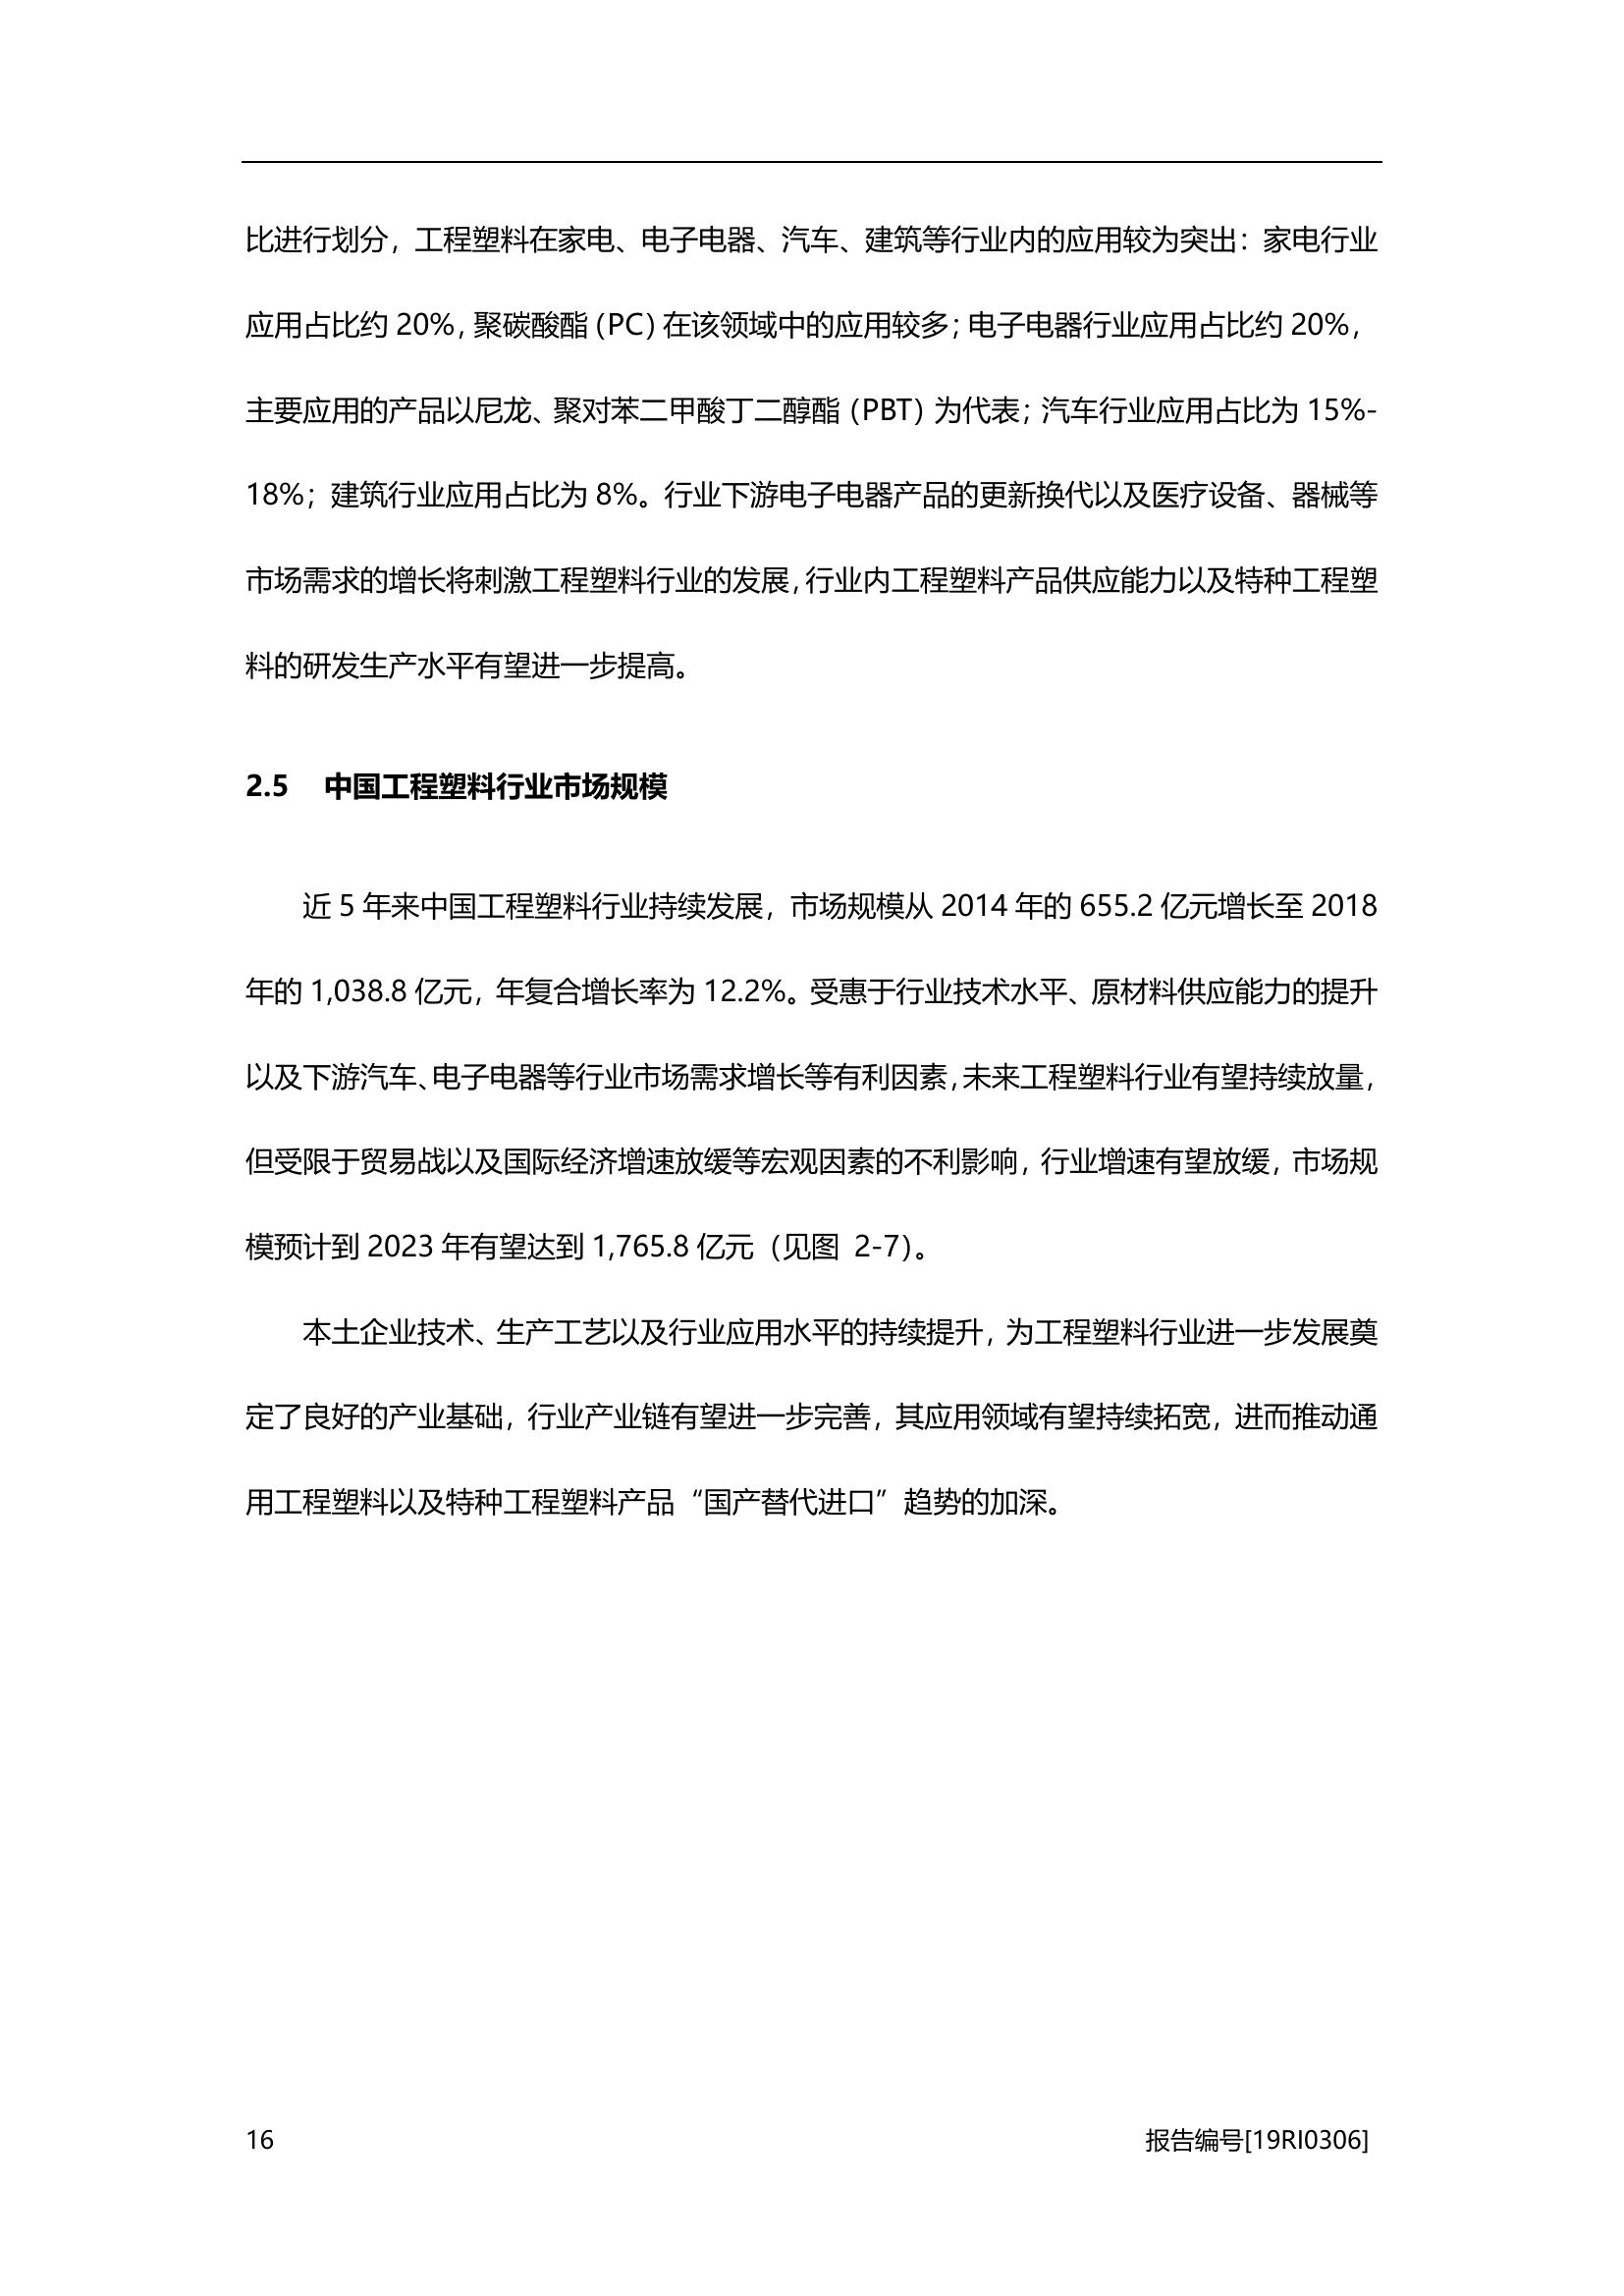 比进行划分，工程塑料在家电、电子电器、汽车、建筑等行业内的应用较为突出：家电行业
应用占比约 20%，聚碳酸酯（PC）在该领域中的应用较多；电子电器行业应用占比约 20%，
主要应用的产品以尼龙、聚对苯二甲酸丁二醇酯（PBT）为代表；汽车行业应用占比为 15%-
18%；建筑行业应用占比为 8%。行业下游电子电器产品的更新换代以及医疗设备、器械等
市场需求的增长将刺激工程塑料行业的发展，行业内工程塑料产品供应能力以及特种工程塑
料的研发生产水平有望进一步提高。
2.5 中国工程塑料行业市场规模
近 5 年来中国工程塑料行业持续发展，市场规模从 2014 年的 655.2 亿元增长至 2018
年的 1,038.8 亿元，年复合增长率为 12.2%。受惠于行业技术水平、原材料供应能力的提升
以及下游汽车、电子电器等行业市场需求增长等有利因素，未来工程塑料行业有望持续放量，
但受限于贸易战以及国际经济增速放缓等宏观因素的不利影响，行业增速有望放缓，市场规
模预计到 2023 年有望达到 1,765.8 亿元（见图 2-7）。
本土企业技术、生产工艺以及行业应用水平的持续提升，为工程塑料行业进一步发展奠
定了良好的产业基础，行业产业链有望进一步完善，其应用领域有望持续拓宽，进而推动通
用工程塑料以及特种工程塑料产品“国产替代进口”趋势的加深。
16 报告编号[19RI0306]